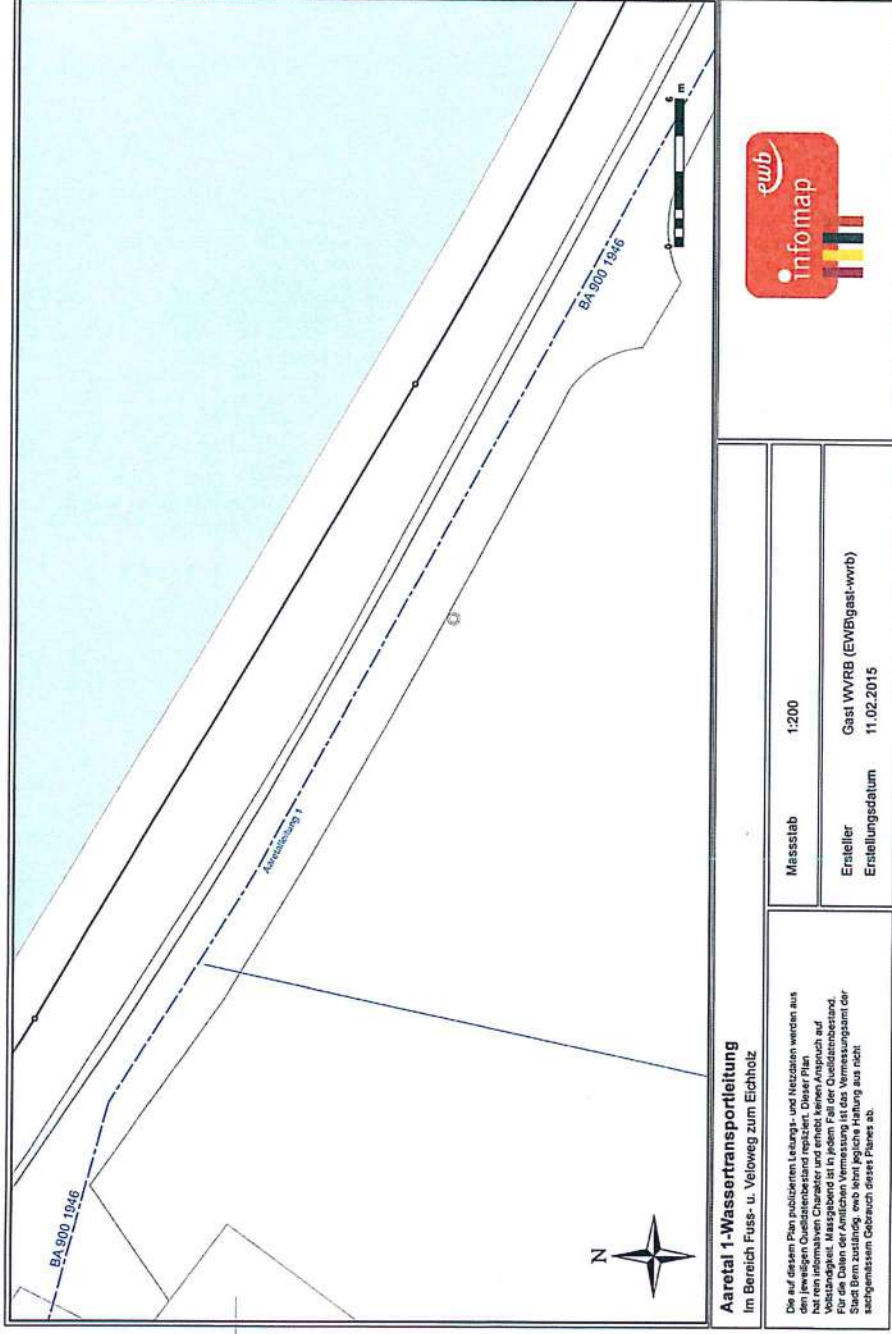 BA 900 1946
Aaretalleitung 1
BA 900 1946
0
6
m
N
Aaretal 1-Wassertransportleitung
Im Bereich Fuss- u. Veloweg zum Eichholz
Die auf diesem Plan publizierten Leitungs- und Netzdaten werden aus
den jeweiligen Quelldatenbestand repliziert. Dieser Plan
hat rein informativen Charakter und erhebt keinen Anspruch auf
Vollständigkeit. Massgebend ist in jedem Fall der Quelldatenbestand.
Für die Daten der Amtlichen Vermessung ist das Vermessungsamt der
Stadt Bern zuständig. ewb lehnt jegliche Haftung aus nicht
sachgemässem Gebrauch dieses Planes ab.
Massstab 1:200
Ersteller Gast WVRB (EWB\gast-wvrb)
Erstellungsdatum 11.02.2015
ewb
infomap